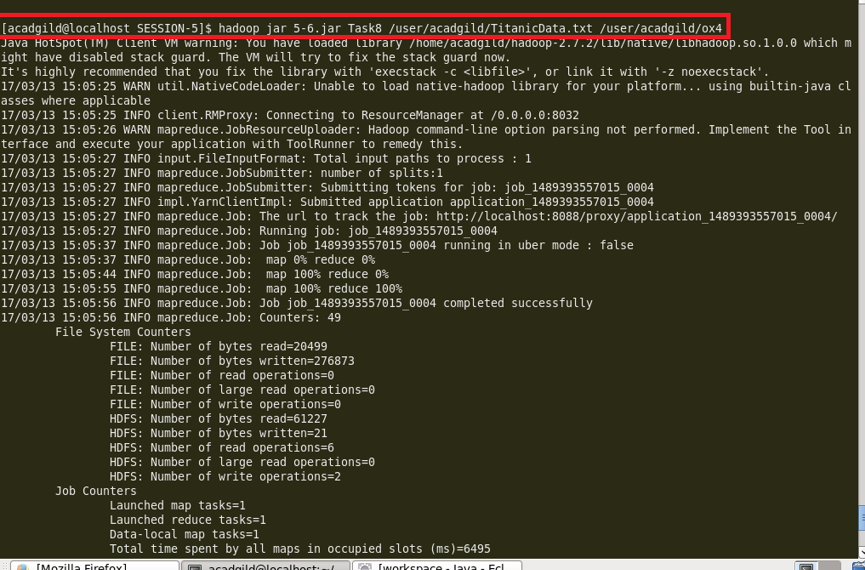 [acadgild@localhost SESSION-5]$ hadoop jar 5-6.jar Task8 /user/acadgild/TitanicData.txt /user/acadgild/ox4
Java HotSpot(TM) Client VM warning: You have loaded library /home/acadgild/hadoop-2.7.2/lib/native/libhadoop.so.1.0.0 which m
ight have disabled stack guard. The VM will try to fix the stack guard now.
It's highly recommended that you fix the library with 'execstack -c <libfile>', or link it with '-z noexecstack'.
17/03/13 15:05:25 WARN util.NativeCodeLoader: Unable to load native-hadoop library for your platform... using builtin-java cl
asses where applicable
17/03/13 15:05:25 INFO client.RMProxy: Connecting to ResourceManager at /0.0.0.0:8032
17/03/13 15:05:26 WARN mapreduce.JobResourceUploader: Hadoop command-line option parsing not performed. Implement the Tool in
terface and execute your application with ToolRunner to remedy this.
17/03/13 15:05:27 INFO input.FileInputFormat: Total input paths to process : 1
17/03/13 15:05:27 INFO mapreduce.JobSubmitter: number of splits:1
17/03/13 15:05:27 INFO mapreduce.JobSubmitter: Submitting tokens for job: job_1489393557015_0004
17/03/13 15:05:27 INFO impl.YarnClientImpl: Submitted application application_1489393557015_0004
17/03/13 15:05:27 INFO mapreduce.Job: The url to track the job: http://localhost:8088/proxy/application_1489393557015_0004/
17/03/13 15:05:27 INFO mapreduce.Job: Running job: job_1489393557015_0004
17/03/13 15:05:37 INFO mapreduce.Job: Job job_1489393557015_0004 running in uber mode : false
17/03/13 15:05:37 INFO mapreduce.Job:  map 0% reduce 0%
17/03/13 15:05:44 INFO mapreduce.Job:  map 100% reduce 0%
17/03/13 15:05:55 INFO mapreduce.Job:  map 100% reduce 100%
17/03/13 15:05:56 INFO mapreduce.Job: Job job_1489393557015_0004 completed successfully
17/03/13 15:05:56 INFO mapreduce.Job: Counters: 49
File System Counters
FILE: Number of bytes read=20499
FILE: Number of bytes written=276873
FILE: Number of read operations=0
FILE: Number of large read operations=0
FILE: Number of write operations=0
HDFS: Number of bytes read=61227
HDFS: Number of bytes written=21
HDFS: Number of read operations=6
HDFS: Number of large read operations=0
HDFS: Number of write operations=2
Job Counters
Launched map tasks=1
Launched reduce tasks=1
Data-local map tasks=1
Total time spent by all maps in occupied slots (ms)=6495
[Mozilla Firefox] acadgild@localhost:~/ [workspace - Java - Ecl